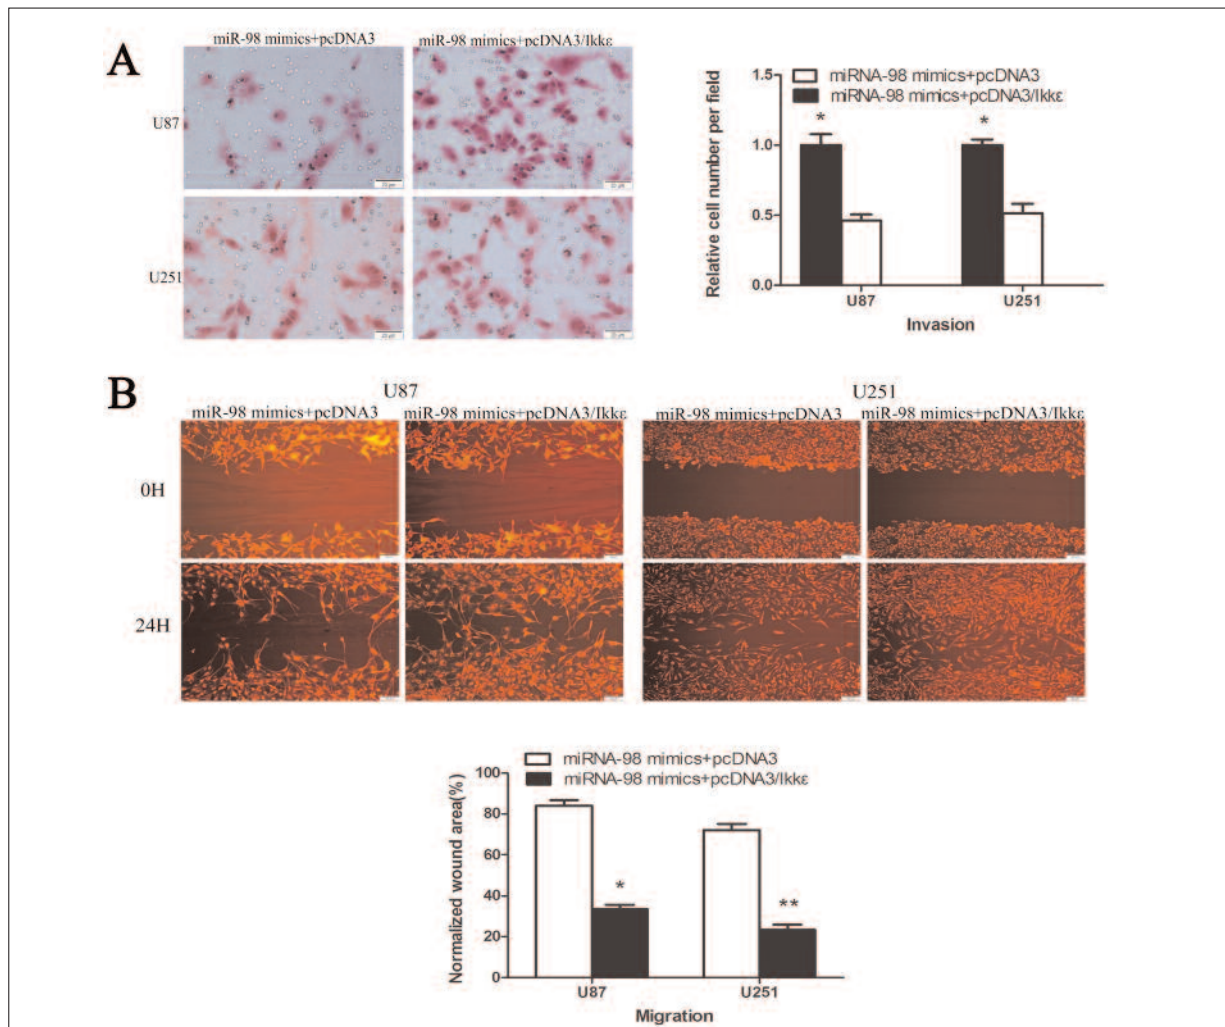 A
miR-98 mimics+pcDNA3
miR-98 mimics+pcDNA3/Ikkε
U87
U251
miRNA-98 mimics+pcDNA3
miRNA-98 mimics+pcDNA3/Ikkε
Relative cell number per field
1.5
1.0
0.5
0.0
*
*
U87
U251
Invasion
B
U87
U251
miR-98 mimics+pcDNA3
miR-98 mimics+pcDNA3/Ikkε
miR-98 mimics+pcDNA3
miR-98 mimics+pcDNA3/Ikkε
0H
24H
miRNA-98 mimics+pcDNA3
miRNA-98 mimics+pcDNA3/Ikkε
Normalized wound area(%)
100
80
60
40
20
0
*
**
U87
U251
Migration